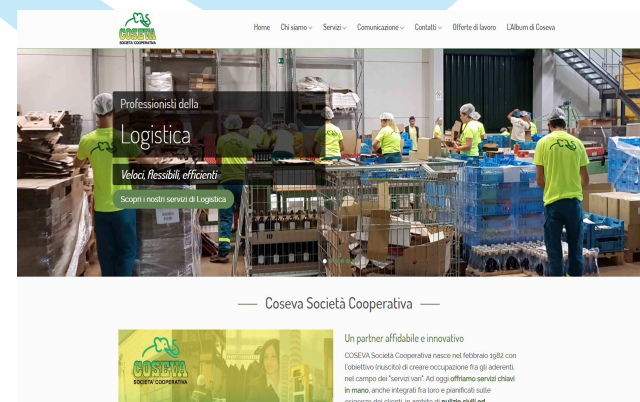 COSEVA
SOCIETÀ COOPERATIVA
Home Chi siamo Servizi Comunicazione Contatti Offerte di lavoro L'Album di Coseva
Professionisti della
Logistica
Veloci, flessibili, efficienti
Scopri i nostri servizi di Logistica
Coseva Società Cooperativa
COSEVA
SOCIETA' COOPERATIVA
Un partner affidabile e innovativo
COSEVA Società Cooperativa nasce nel febbraio 1982 con
l'obiettivo (riuscito) di creare occupazione fra gli aderenti,
nel campo dei "servizi vari". Ad oggi offriamo servizi chiavi
in mano, anche integrati fra loro e pianificati sulle
esigenze dei clienti, in ambito di pulizie civili ed